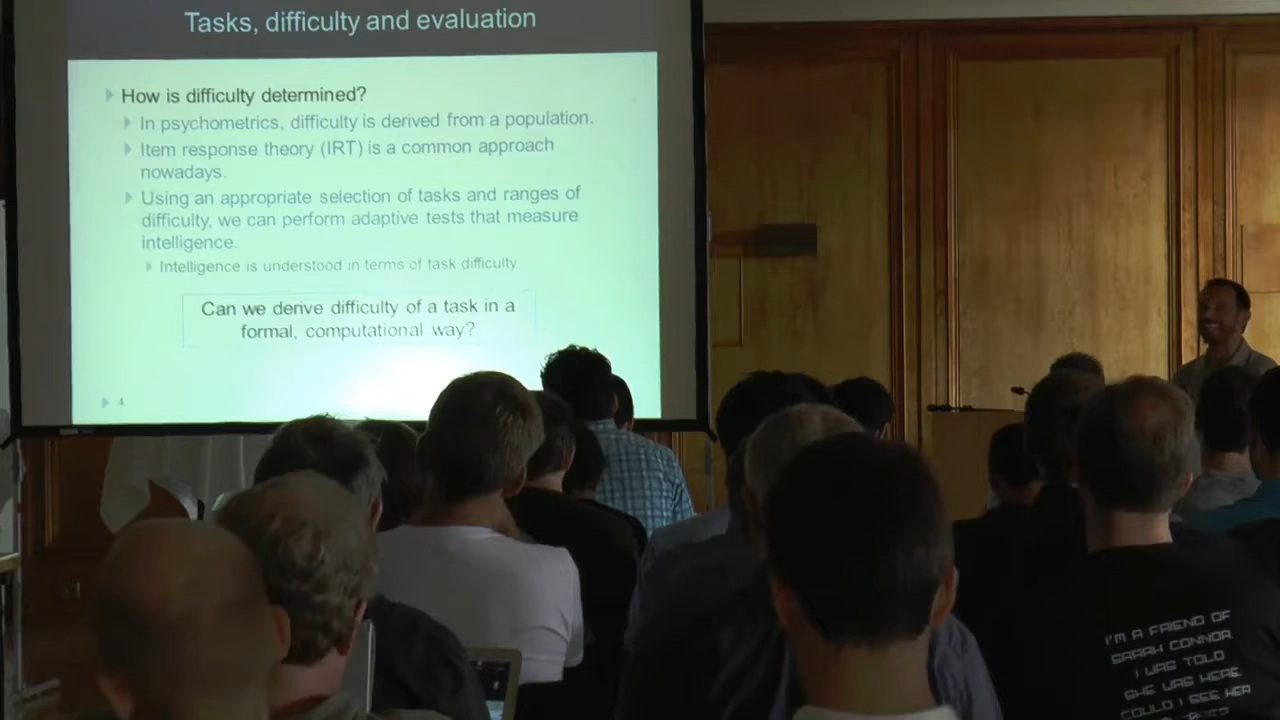 Tasks, difficulty and evaluation
How is difficulty determined?
In psychometrics, difficulty is derived from a population.
Item response theory (IRT) is a common approach
nowadays.
Using an appropriate selection of tasks and ranges of
difficulty, we can perform adaptive tests that measure
intelligence.
Intelligence is understood in terms of task difficulty.
Can we derive difficulty of a task in a
formal, computational way?
4
I'M A FRIEND OF
SARAH CONNOR.
I WAS TOLD
SHE WAS HERE.
COULD I SEE HER